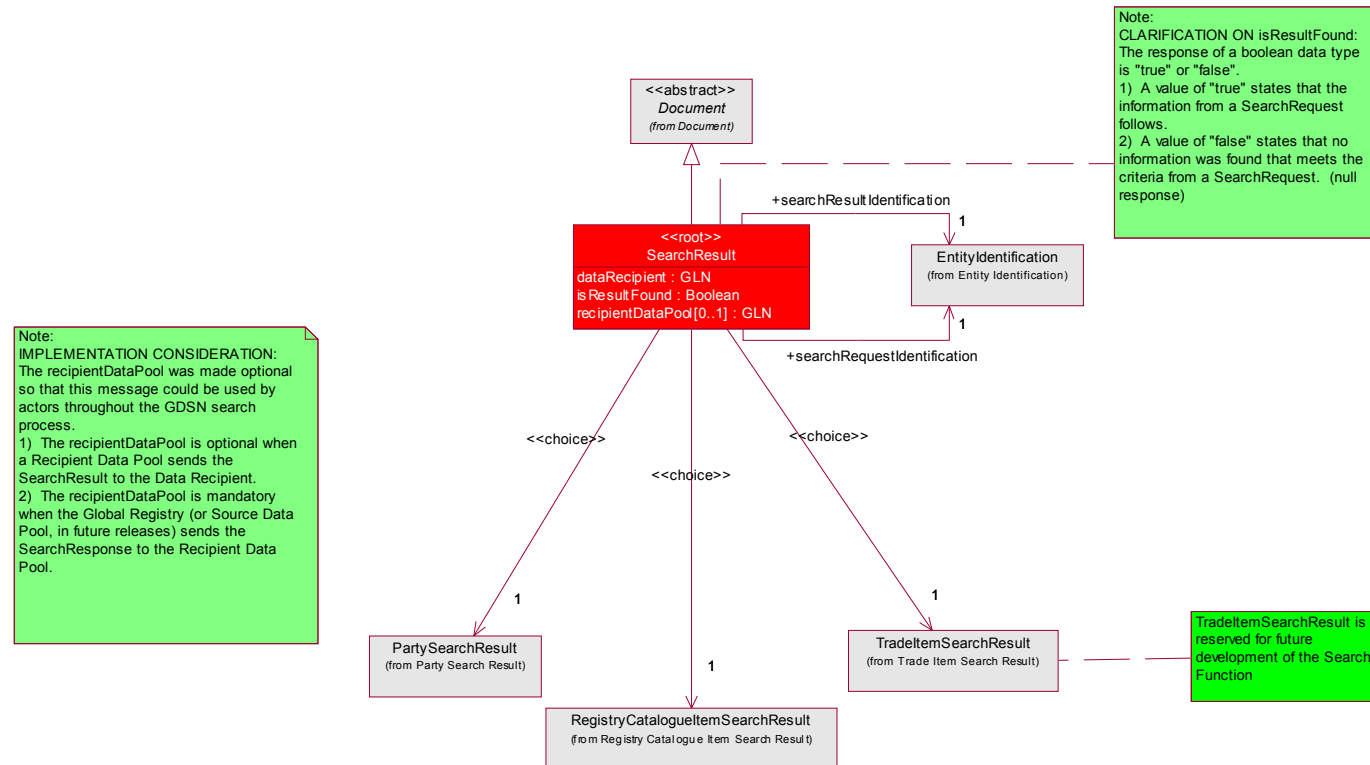 Note:
CLARIFICATION ON isResultFound:
The response of a boolean data type
is "true" or "false".
1)  A value of "true" states that the
information from a SearchRequest
follows.
2)  A value of "false" states that no
information was found that meets the
criteria from a SearchRequest.  (null
response)
<<abstract>>
Document
(from Document)
+searchResultIdentification
1
<<root>>
SearchResult
dataRecipient : GLN
isResultFound : Boolean
recipientDataPool[0..1] : GLN
EntityIdentification
(from Entity Identification)
1
+searchRequestIdentification
Note:
IMPLEMENTATION CONSIDERATION:
The recipientDataPool was made optional
so that this message could be used by
actors throughout the GDSN search
process.
1)  The recipientDataPool is optional when
a Recipient Data Pool sends the
SearchResult to the Data Recipient.
2)  The recipientDataPool is mandatory
when the Global Registry (or Source Data
Pool, in future releases) sends the
SearchResponse to the Recipient Data
Pool.
<<choice>>
<<choice>>
<<choice>>
1
1
1
PartySearchResult
(from Party Search Result)
TradeItemSearchResult
(from Trade Item Search Result)
TradeItemSearchResult is
reserved for future
development of the Search
Function
RegistryCatalogueItemSearchResult
(from Registry Catalogue Item Search Result)